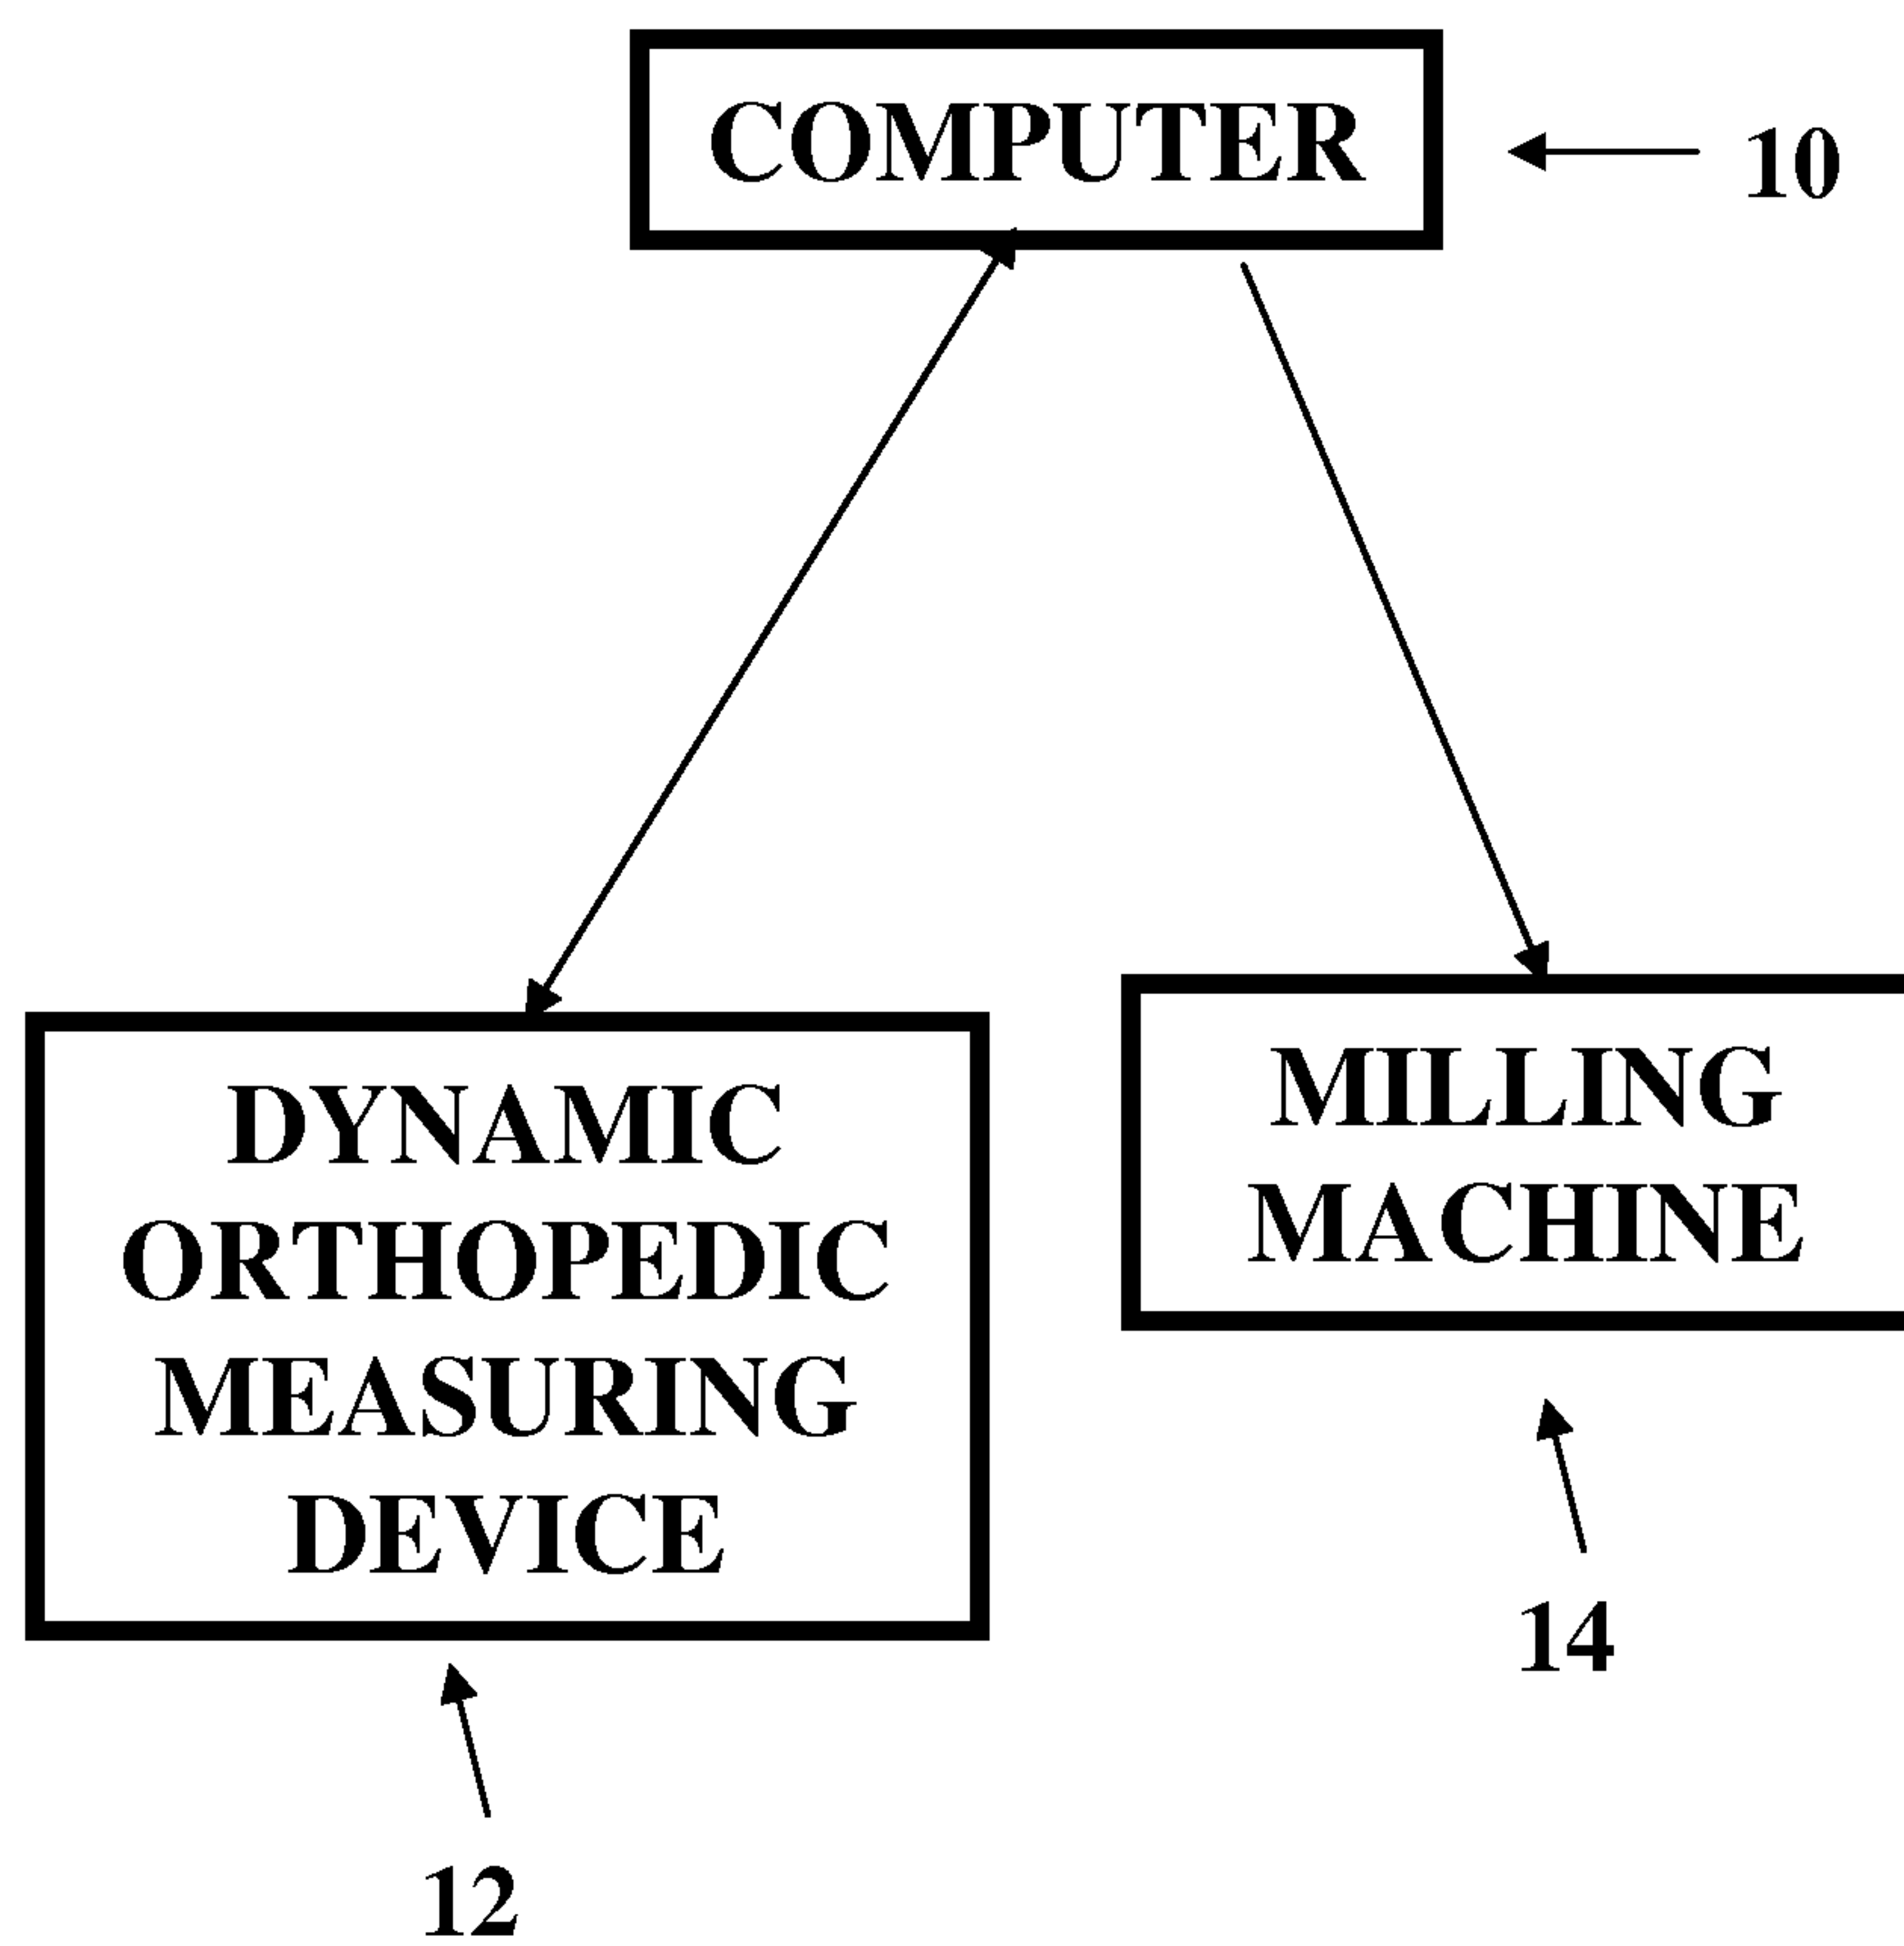 COMPUTER
10
DYNAMIC
ORTHOPEDIC
MEASURING
DEVICE
MILLING
MACHINE
14
12